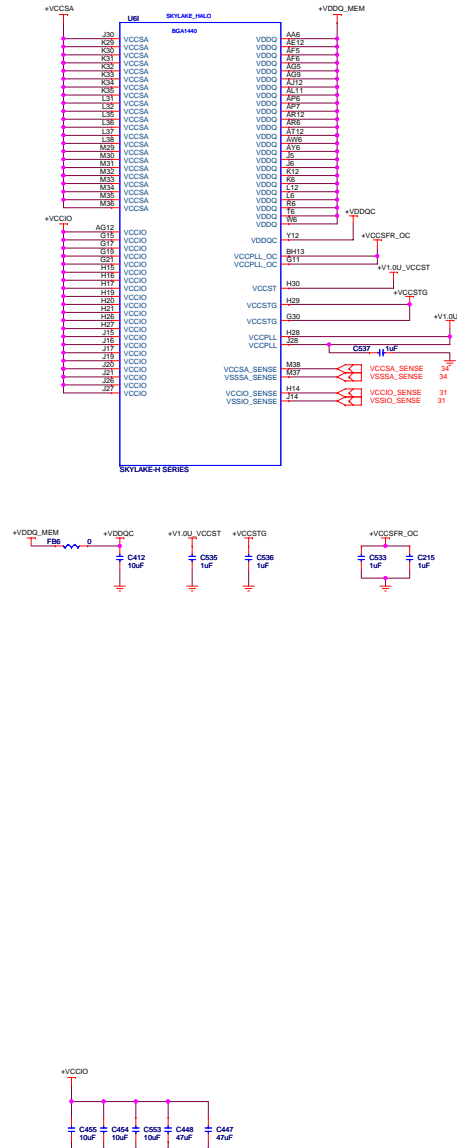 +VCCSA
+VDDQ_MEM
U6I
SKYLAKE_HALO
BGA1440
J30 VCCSA VDDQ AA6
K29 VCCSA VDDQ AE12
K30 VCCSA VDDQ AF5
K31 VCCSA VDDQ AF6
K32 VCCSA VDDQ AG5
K33 VCCSA VDDQ AG9
K34 VCCSA VDDQ AJ12
K35 VCCSA VDDQ AL11
L31 VCCSA VDDQ AP6
L32 VCCSA VDDQ AP7
L35 VCCSA VDDQ AR12
L36 VCCSA VDDQ AR6
L37 VCCSA VDDQ AT12
L38 VCCSA VDDQ AW6
M29 VCCSA VDDQ AY6
M30 VCCSA VDDQ J5
M31 VCCSA VDDQ J6
M32 VCCSA VDDQ K12
M33 VCCSA VDDQ K6
M34 VCCSA VDDQ L12
M35 VCCSA VDDQ L6
M36 VCCSA VDDQ R6
VDDQ T6
VDDQ W6
+VCCIO
+VDDQC
AG12 VCCIO
G15 VCCIO VDDQC Y12
G17 VCCIO
+VCCSFR_OC
G19 VCCIO VCCPLL_OC BH13
G21 VCCIO VCCPLL_OC G11
H15 VCCIO
+V1.0U_VCCST
H16 VCCIO
H17 VCCIO VCCST H30
H19 VCCIO
+VCCSTG
H20 VCCIO H29
H21 VCCIO VCCSTG
H26 VCCIO VCCSTG G30
+V1.0U
H27 VCCIO
J15 VCCIO VCCPLL H28
J16 VCCIO VCCPLL J28
J17 VCCIO
C537 1uF
J19 VCCIO
J20 VCCIO VCCSA_SENSE M38 VCCSA_SENSE 34
J21 VCCIO VSSSA_SENSE M37 VSSSA_SENSE 34
J26 VCCIO
J27 VCCIO VCCIO_SENSE H14 VCCIO_SENSE 31
VSSIO_SENSE J14 VSSIO_SENSE 31
SKYLAKE-H SERIES
+VDDQ_MEM +VDDQC +V1.0U_VCCST +VCCSTG +VCCSFR_OC
FB6 0
C412 C535 C536 C533 C215
10uF 1uF 1uF 1uF 1uF
+VCCIO
C455 C454 C553 C448 C447
10uF 10uF 10uF 47uF 47uF